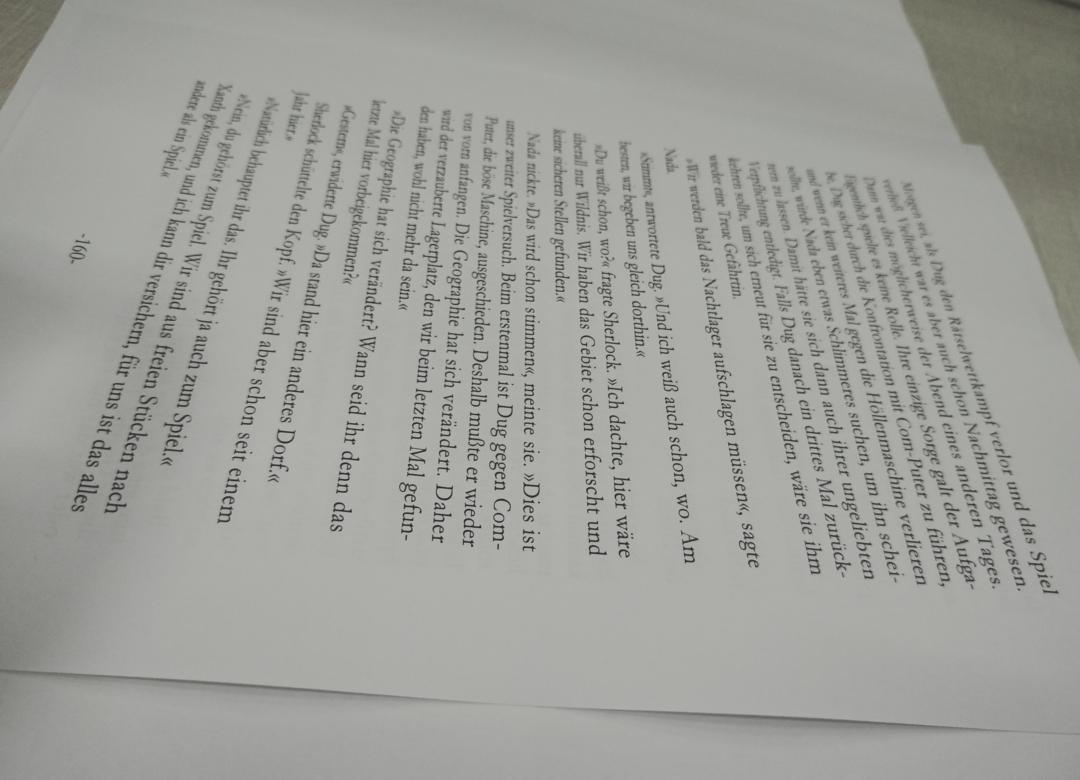 Morgen sei, als Dug den Rätselwettkampf verlor und das Spiel
verließ. Vielleicht war es aber auch schon Nachmittag gewesen.
Dann war dies möglicherweise der Abend eines anderen Tages.
Eigentlich spielte es keine Rolle. Ihre einzige Sorge galt der Aufga-
be, Dug sicher durch die Konfrontation mit Com-Puter zu führen,
und wenn er kein weiteres Mal gegen die Höllenmaschine verlieren
sollte, würde Nada eben etwas Schlimmeres suchen, um ihn schei-
tern zu lassen. Damit hätte sie sich dann auch ihrer ungeliebten
Verpflichtung entledigt. Falls Dug danach ein drittes Mal zurück-
kehren sollte, um sich erneut für sie zu entscheiden, wäre sie ihm
wieder eine Treue Gefährtin.
»Wir werden bald das Nachtlager aufschlagen müssen«, sagte
Nada.
»Stimmt«, antwortete Dug. »Und ich weiß auch schon, wo. Am
besten, wir begeben uns gleich dorthin.«
»Du weißt schon, wo?« fragte Sherlock. »Ich dachte, hier wäre
überall nur Wildnis. Wir haben das Gebiet schon erforscht und
keine sicheren Stellen gefunden.«
Nada nickte. »Das wird schon stimmen«, meinte sie. »Dies ist
unser zweiter Spielversuch. Beim erstenmal ist Dug gegen Com-
Puter, die böse Maschine, ausgeschieden. Deshalb mußte er wieder
von vorn anfangen. Die Geographie hat sich verändert. Daher
wird der verzauberte Lagerplatz, den wir beim letzten Mal gefun-
den haben, wohl nicht mehr da sein.«
»Die Geographie hat sich verändert? Wann seid ihr denn das
letzte Mal hier vorbeigekommen?«
»Gestern«, erwiderte Dug. »Da stand hier ein anderes Dorf.«
Sherlock schüttelte den Kopf. »Wir sind aber schon seit einem
Jahr hier.»
»Natürlich behauptet ihr das. Ihr gehört ja auch zum Spiel.«
»Nein, du gehörst zum Spiel. Wir sind aus freien Stücken nach
Xanth gekommen, und ich kann dir versichern, für uns ist das alles
andere als ein Spiel.«
-160-